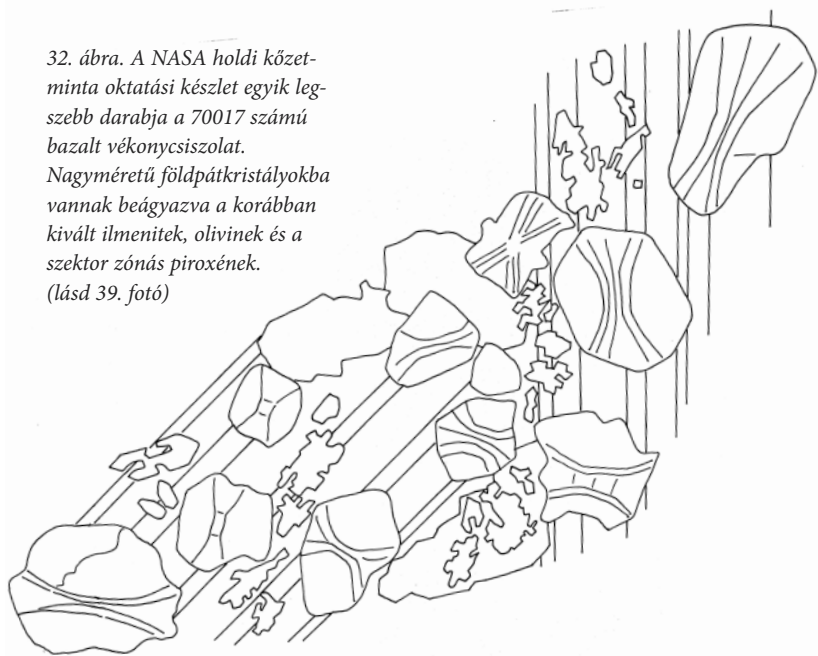 32. ábra. A NASA holdi kőzet-
minta oktatási készlet egyik leg-
szebb darabja a 70017 számú
bazalt vékonycsiszolat.
Nagyméretű földpátkristályokba
vannak beágyazva a korábban
kivált ilmenitek, olivinek és a
szektor zónás piroxének.
(lásd 39. fotó)